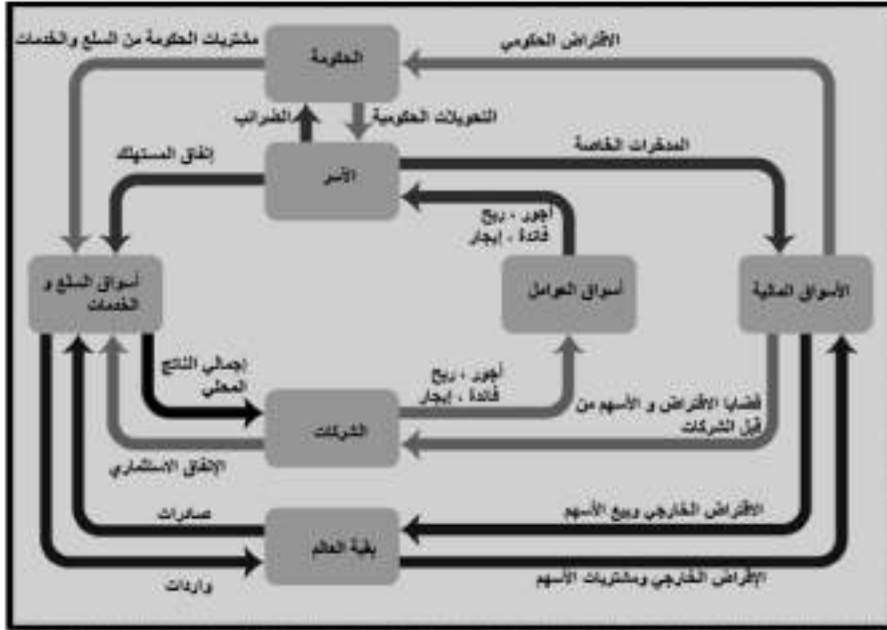 الاقتراض الحكومي
مشتريات الحكومة من السلع والخدمات
الحكومة
التحويلات الحكومية
الضرائب
المدخرات الخاصة
إنفاق المستهلك
الأسر
أجور ، ربح
فائدة ، إيجار
الأسواق المالية
أسواق العوامل
أسواق السلع و
الخدمات
إجمالي الناتج
المحلي
أجور ، ربح
فائدة ، إيجار
قضايا الاقتراض و الأسهم من
قبل الشركات
الشركات
الإنفاق الاستثماري
الاقتراض الخارجي وبيع الأسهم
صادرات
بقية العالم
الإقراض الخارجي ومشتريات الأسهم
واردات